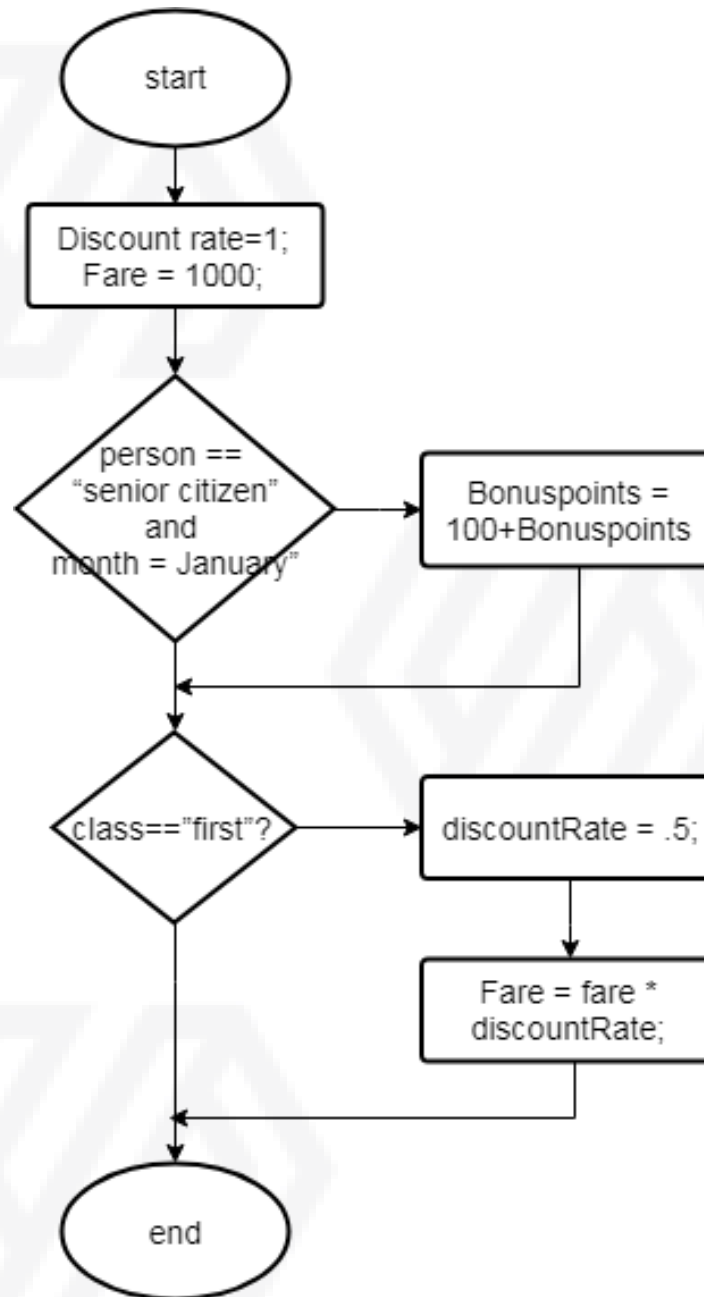 start
Discount rate=1;
Fare = 1000;
person ==
“senior citizen”
and
month = January”
Bonuspoints =
100+Bonuspoints
class==”first”?
discountRate = .5;
Fare = fare *
discountRate;
end